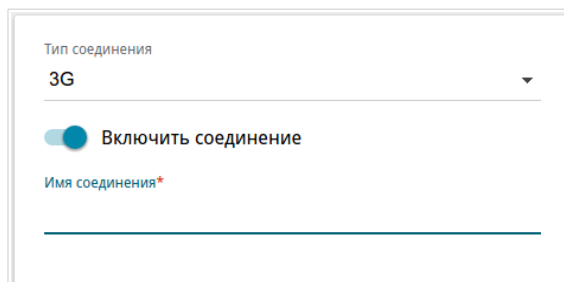 Тип соединения
3G
Включить соединение
Имя соединения*